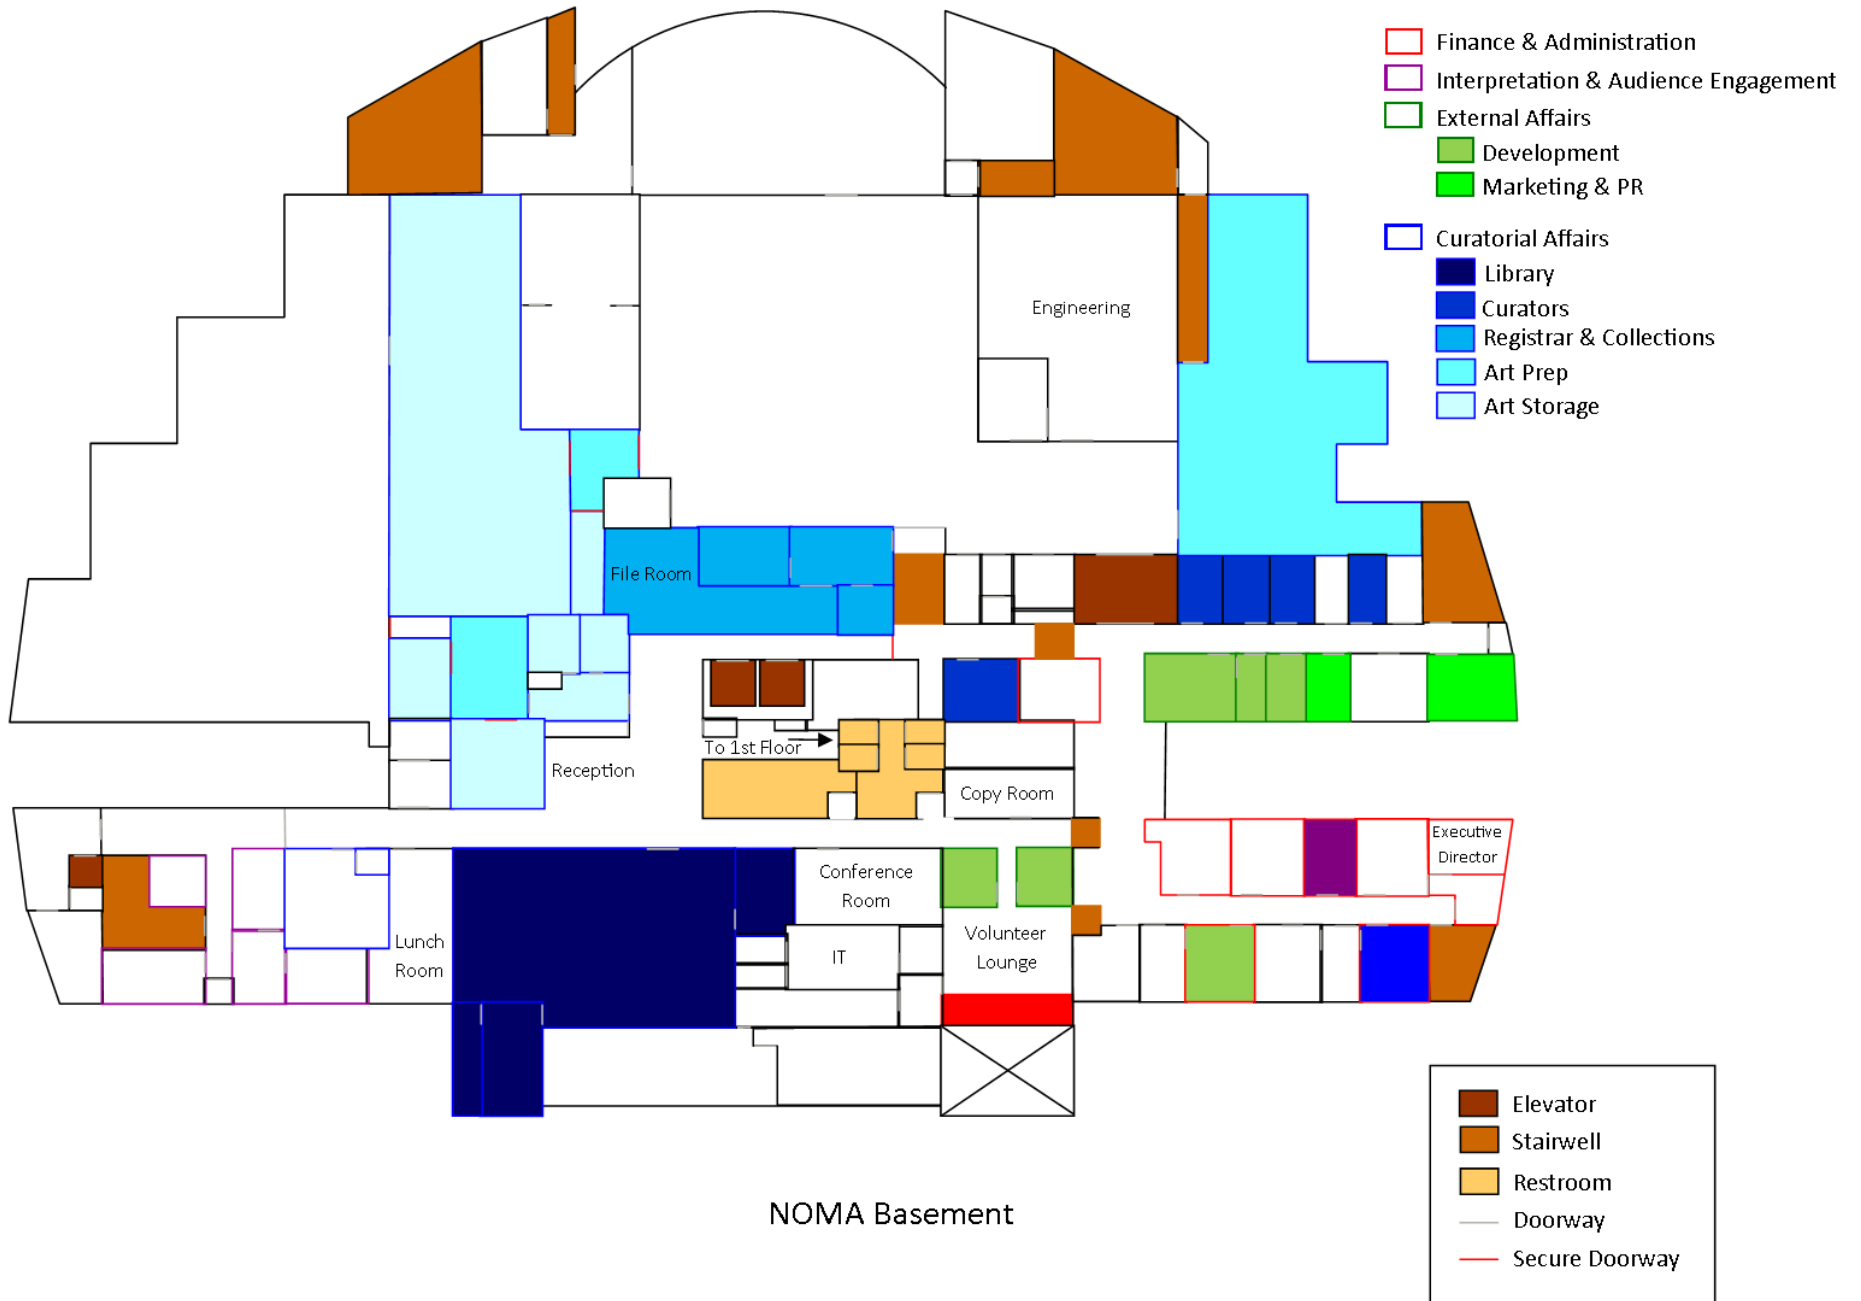 Finance & Administration
Interpretation & Audience Engagement
External Affairs
Development
Marketing & PR
Curatorial Affairs
Library
Curators
Registrar & Collections
Art Prep
Art Storage
Engineering
File Room
To 1st Floor
Reception
Copy Room
Executive
Director
Conference
Room
Lunch
Room
IT
Volunteer
Lounge
Elevator
Stairwell
Restroom
Doorway
Secure Doorway
NOMA Basement